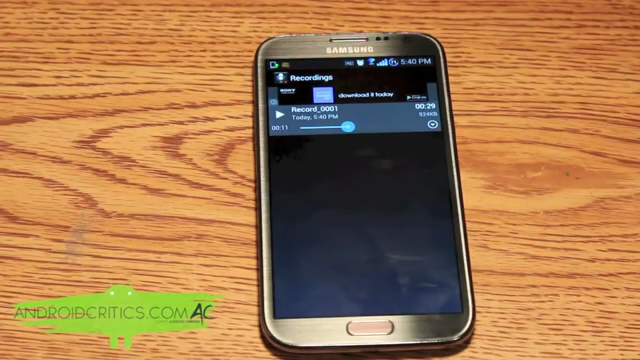 SAMSUNG
5:40 PM
Recordings
SONY
download it today
Record_0001
00:29
Today, 5:40 PM
924KB
00:11
ANDROIDCRITICS.COM AC